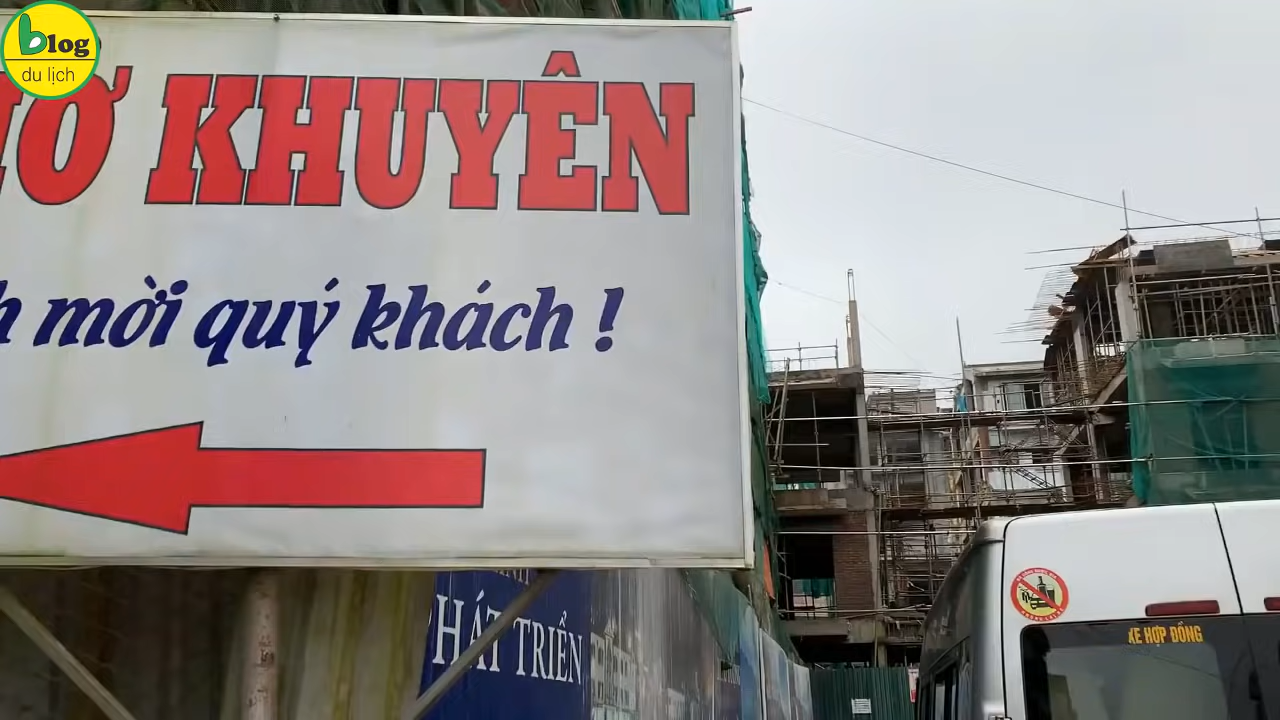 blog
du lịch
KHUYÊN
mời quý khách !
PHÁT TRIỂN
XE HỢP ĐỒNG